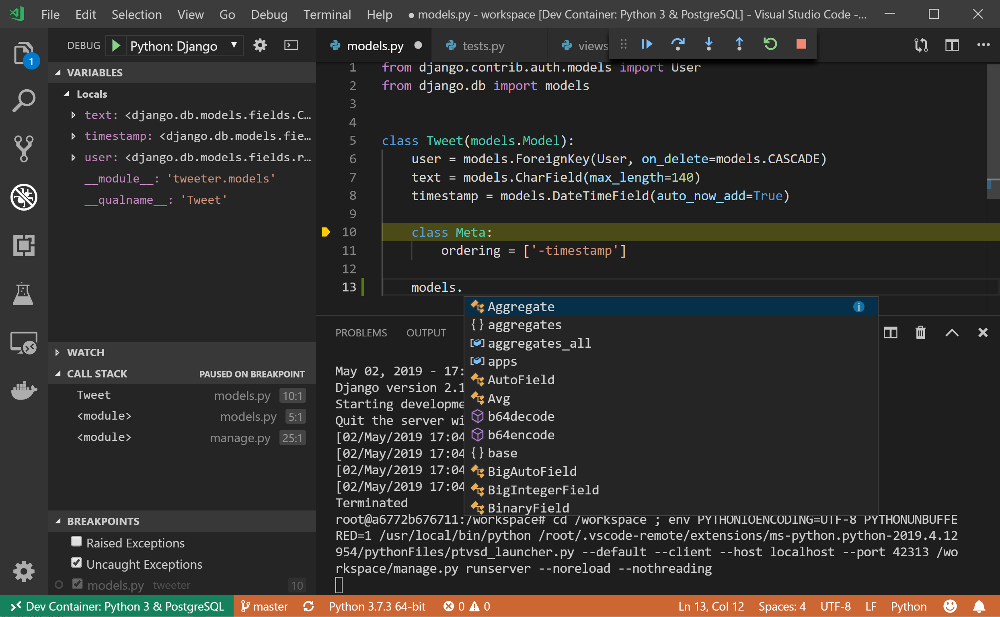 File Edit Selection View Go Debug Terminal Help ● models.py - workspace [Dev Container: Python 3 & PostgreSQL] - Visual Studio Code -...
1
DEBUG Python: Django
VARIABLES
Locals
text: <django.db.models.fields.C...
timestamp: <django.db.models.fie...
user: <django.db.models.fields.r...
__module__: 'tweeter.models'
__qualname__: 'Tweet'
WATCH
CALL STACK PAUSED ON BREAKPOINT
Tweet models.py 10:1
<module> models.py 5:1
<module> manage.py 25:1
BREAKPOINTS
Raised Exceptions
Uncaught Exceptions
models.py tweeter 10
models.py tests.py views
1 from django.contrib.auth.models import User
2 from django.db import models
3
4
5 class Tweet(models.Model):
6 user = models.ForeignKey(User, on_delete=models.CASCADE)
7 text = models.CharField(max_length=140)
8 timestamp = models.DateTimeField(auto_now_add=True)
9
10 class Meta:
11 ordering = ['-timestamp']
12
13 models.
Aggregate
aggregates
aggregates_all
apps
AutoField
Avg
b64decode
b64encode
base
BigAutoField
BigIntegerField
BinaryField
PROBLEMS OUTPUT
May 02, 2019 - 17:
Django version 2.1
Starting developme
Quit the server wi
[02/May/2019 17:04
[02/May/2019 17:04
[02/May/2019 17:04
[02/May/2019 17:04
Terminated
root@a6772b676711:/workspace# cd /workspace ; env PYTHONIOENCODING=UTF-8 PYTHONUNBUFFE
RED=1 /usr/local/bin/python /root/.vscode-remote/extensions/ms-python.python-2019.4.12
954/pythonFiles/ptvsd_launcher.py --default --client --host localhost --port 42313 /wo
rkspace/manage.py runserver --noreload --nothreading
Dev Container: Python 3 & PostgreSQL master Python 3.7.3 64-bit 0 0 Ln 13, Col 12 Spaces: 4 UTF-8 LF Python